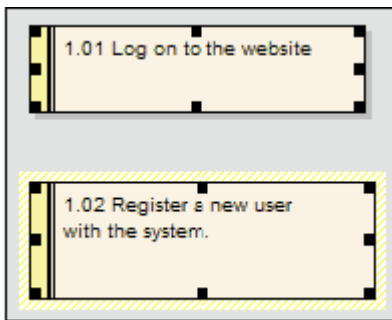 1.01 Log on to the website
1.02 Register a new user
with the system.